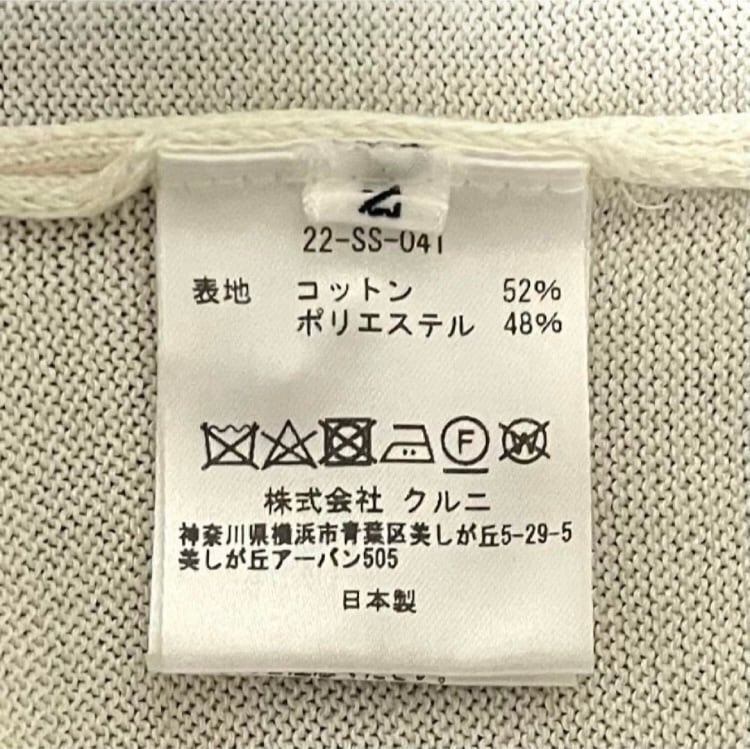 22-SS-041
表地 コットン 52%
ポリエステル 48%
F W
株式会社 クルニ
神奈川県横浜市青葉区美しが丘5-29-5
美しが丘アーバン505
日本製